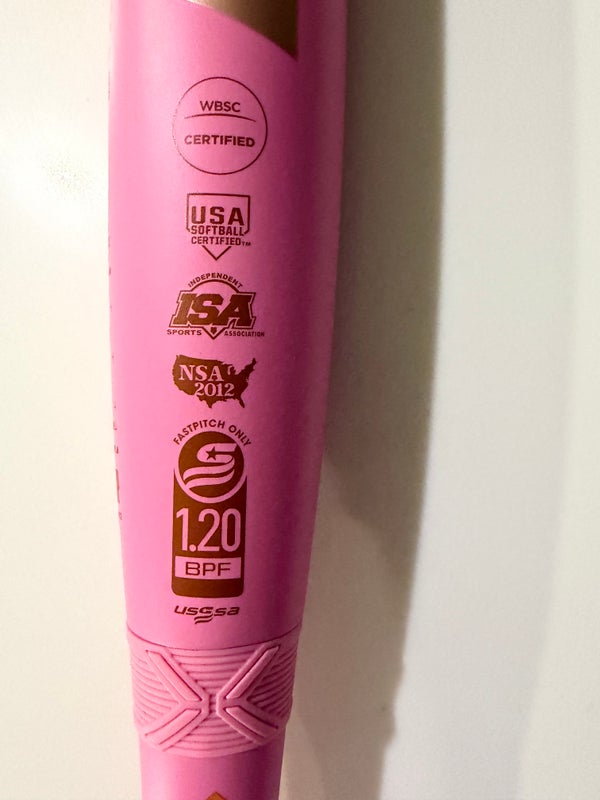 WBSC
CERTIFIED
USA
SOFTBALL
CERTIFIED™
INDEPENDENT
ISA
SPORTS ASSOCIATION
NSA
2012
FASTPITCH ONLY
1.20
BPF
usssa